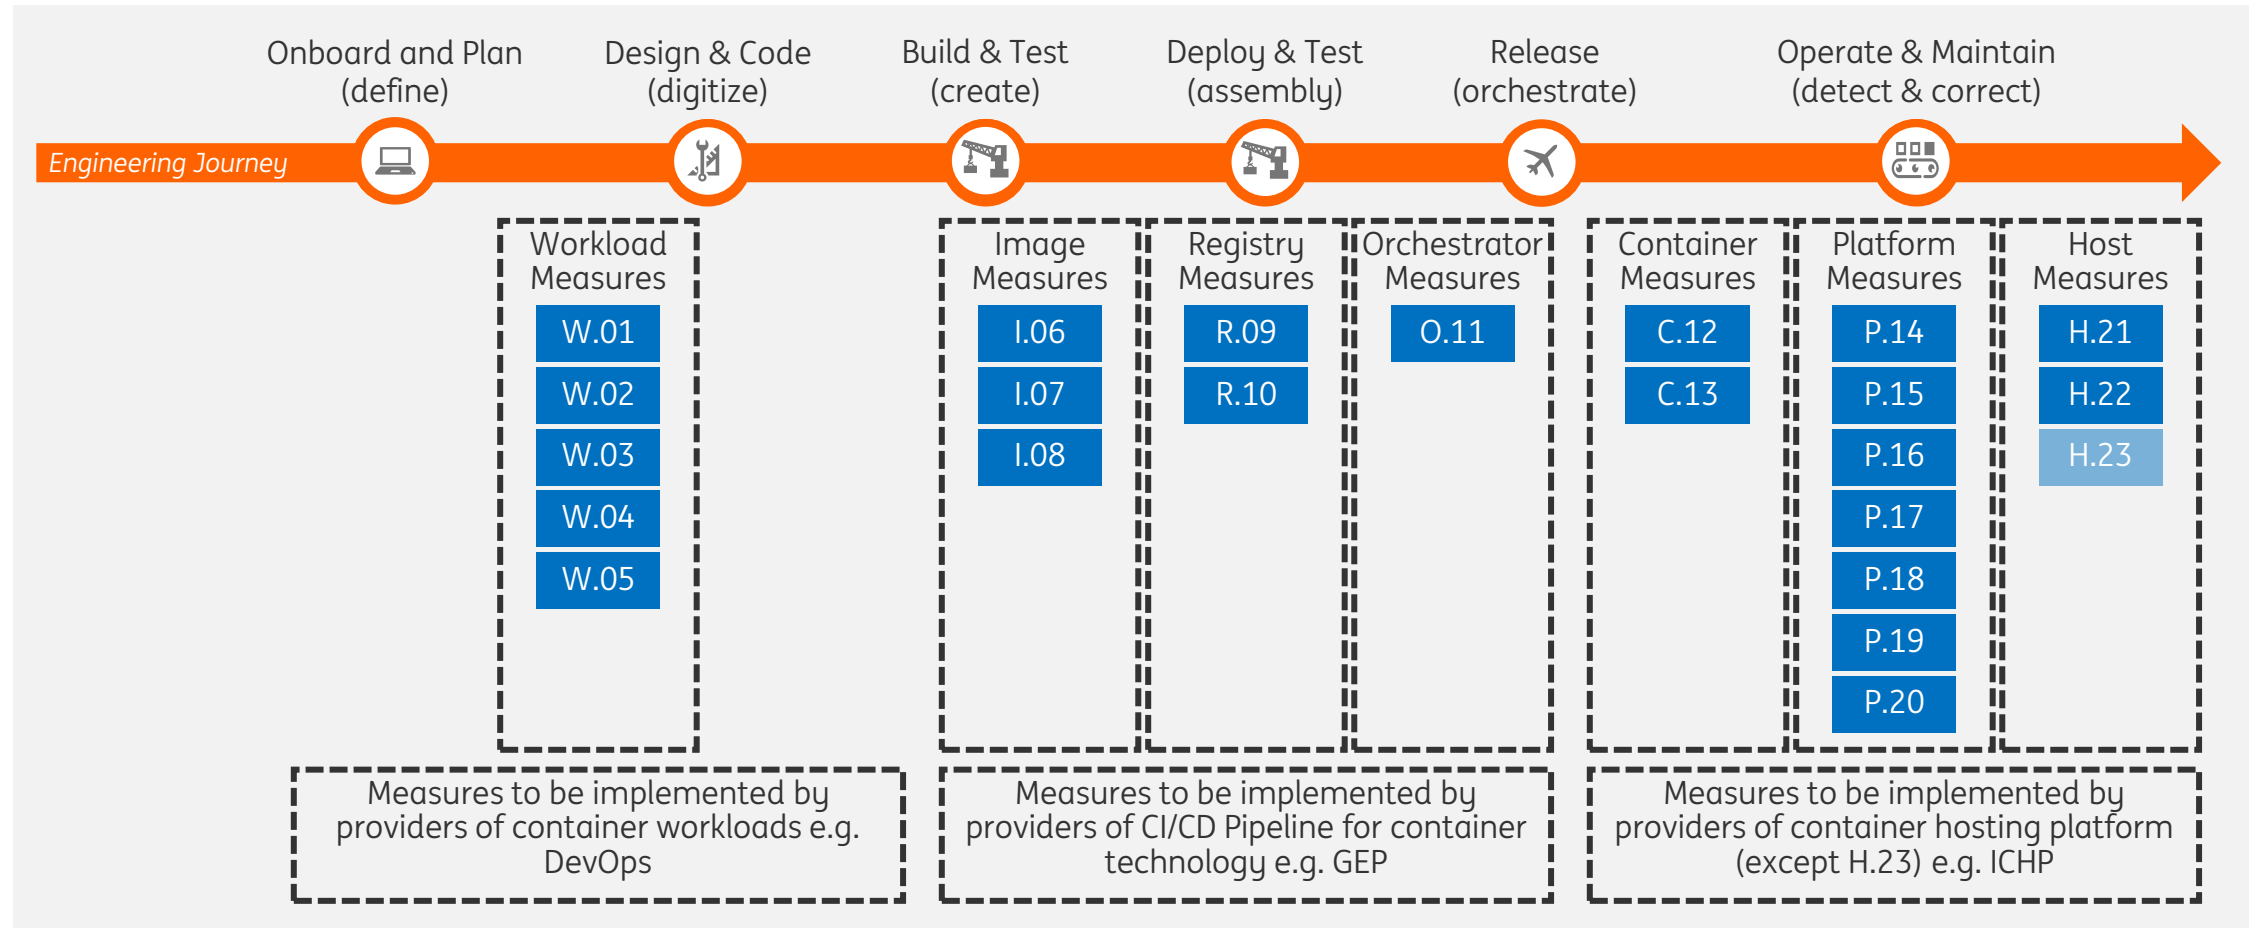 Onboard and Plan
(define)
Design & Code
(digitize)
Build & Test
(create)
Deploy & Test
(assembly)
Release
(orchestrate)
Operate & Maintain
(detect & correct)
Engineering Journey
Workload
Measures
W.01
W.02
W.03
W.04
W.05
Image
Measures
I.06
I.07
I.08
Registry
Measures
R.09
R.10
Orchestrator
Measures
O.11
Container
Measures
C.12
C.13
Platform
Measures
P.14
P.15
P.16
P.17
P.18
P.19
P.20
Host
Measures
H.21
H.22
H.23
Measures to be implemented by
providers of container workloads e.g.
DevOps
Measures to be implemented by
providers of CI/CD Pipeline for container
technology e.g. GEP
Measures to be implemented by
providers of container hosting platform
(except H.23) e.g. ICHP